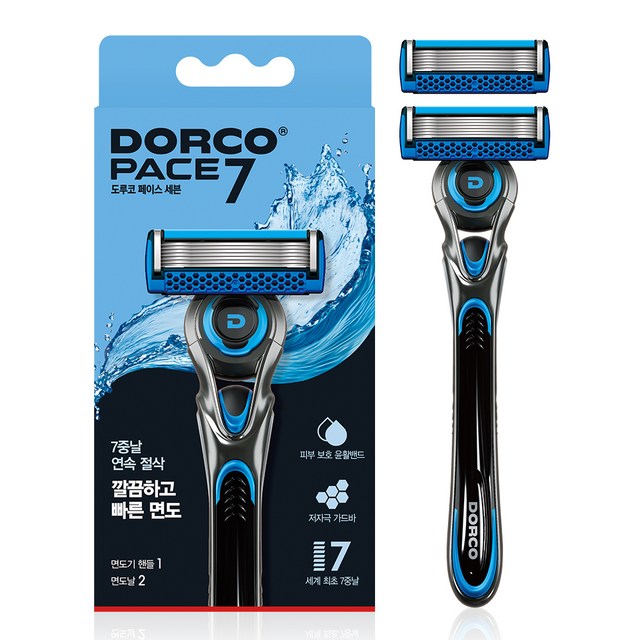 DORCO®
PACE 7
도루코 페이스 세븐
D
7중날
연속 절삭
깔끔하고
빠른 면도
면도기 핸들 1
면도날 2
피부 보호 윤활밴드
저자극 가드바
7
세계 최초 7중날
D
DORCO